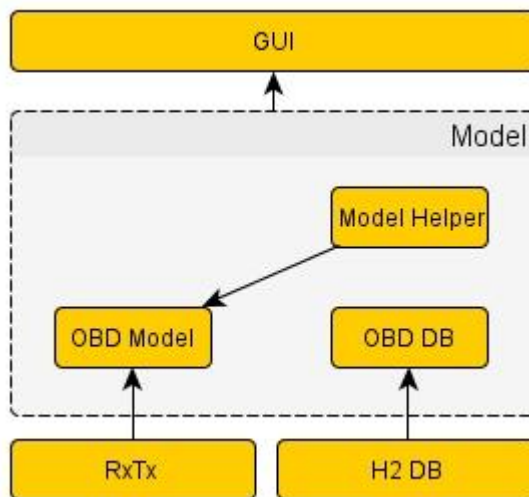 GUI
Model
Model Helper
OBD Model
OBD DB
RxTx
H2 DB